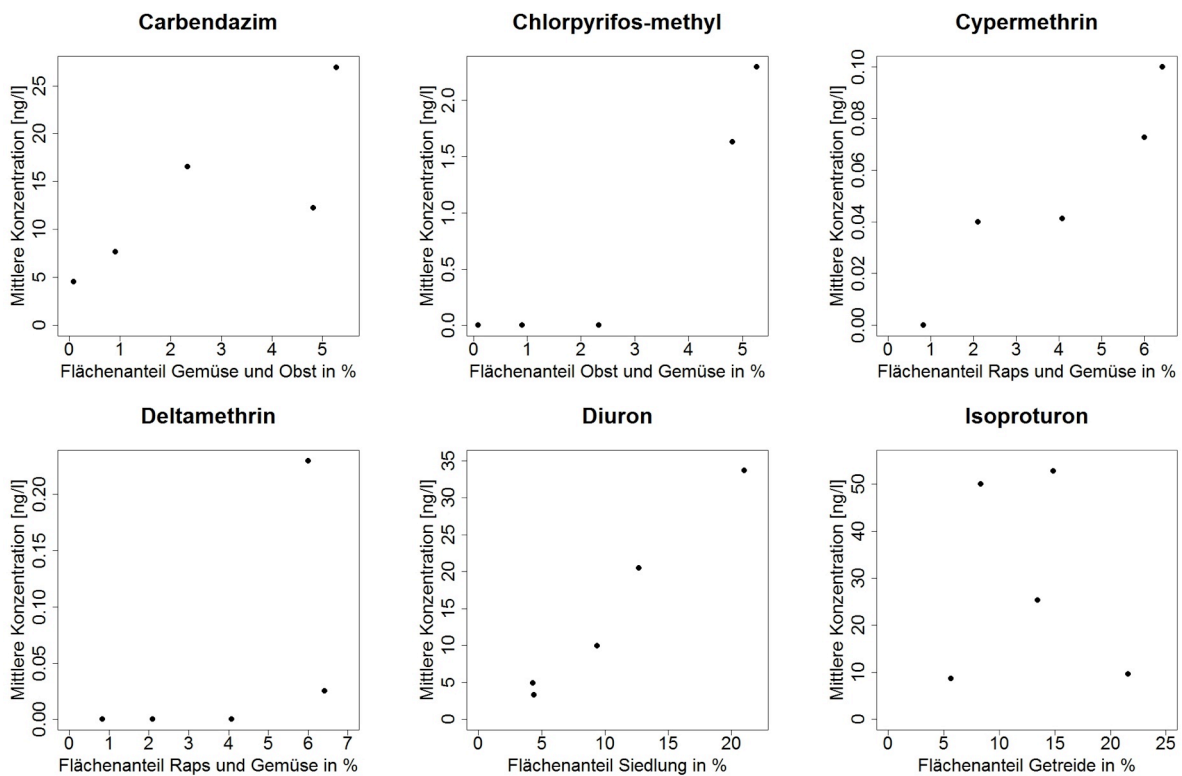 Carbendazim
Mittlere Konzentration [ng/l]
0 5 10 15 20 25
0 1 2 3 4 5
Flächenanteil Gemüse und Obst in %
Chlorpyrifos-methyl
Mittlere Konzentration [ng/l]
0.0 0.5 1.0 1.5 2.0
0 1 2 3 4 5
Flächenanteil Obst und Gemüse in %
Cypermethrin
Mittlere Konzentration [ng/l]
0.00 0.02 0.04 0.06 0.08 0.10
0 1 2 3 4 5 6
Flächenanteil Raps und Gemüse in %
Deltamethrin
Mittlere Konzentration [ng/l]
0.00 0.05 0.10 0.15 0.20
0 1 2 3 4 5 6 7
Flächenanteil Raps und Gemüse in %
Diuron
Mittlere Konzentration [ng/l]
0 5 10 15 20 25 30 35
0 5 10 15 20
Flächenanteil Siedlung in %
Isoproturon
Mittlere Konzentration [ng/l]
0 10 20 30 40 50
0 5 10 15 20 25
Flächenanteil Getreide in %